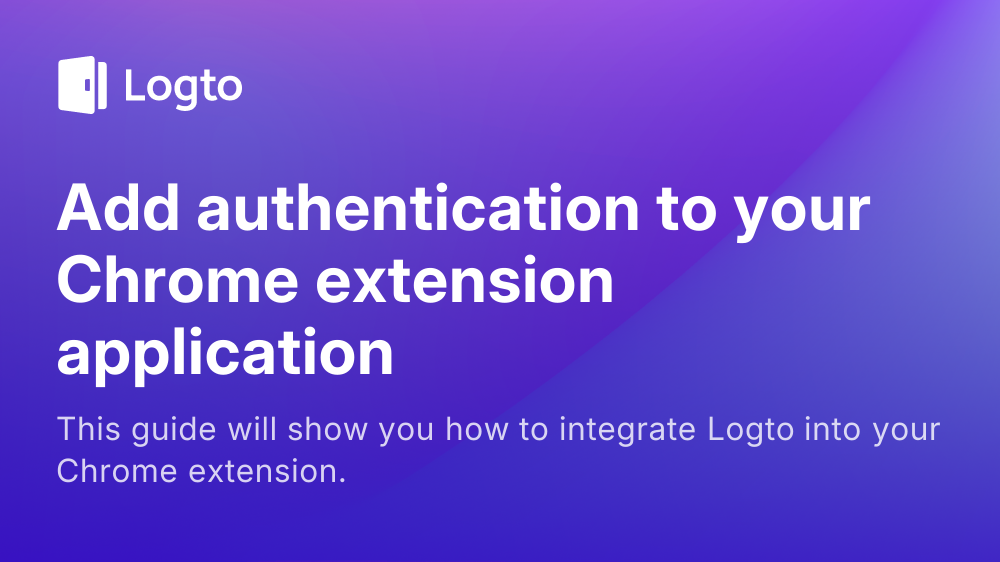 Logto
Add authentication to your
Chrome extension
application
This guide will show you how to integrate Logto into your
Chrome extension.